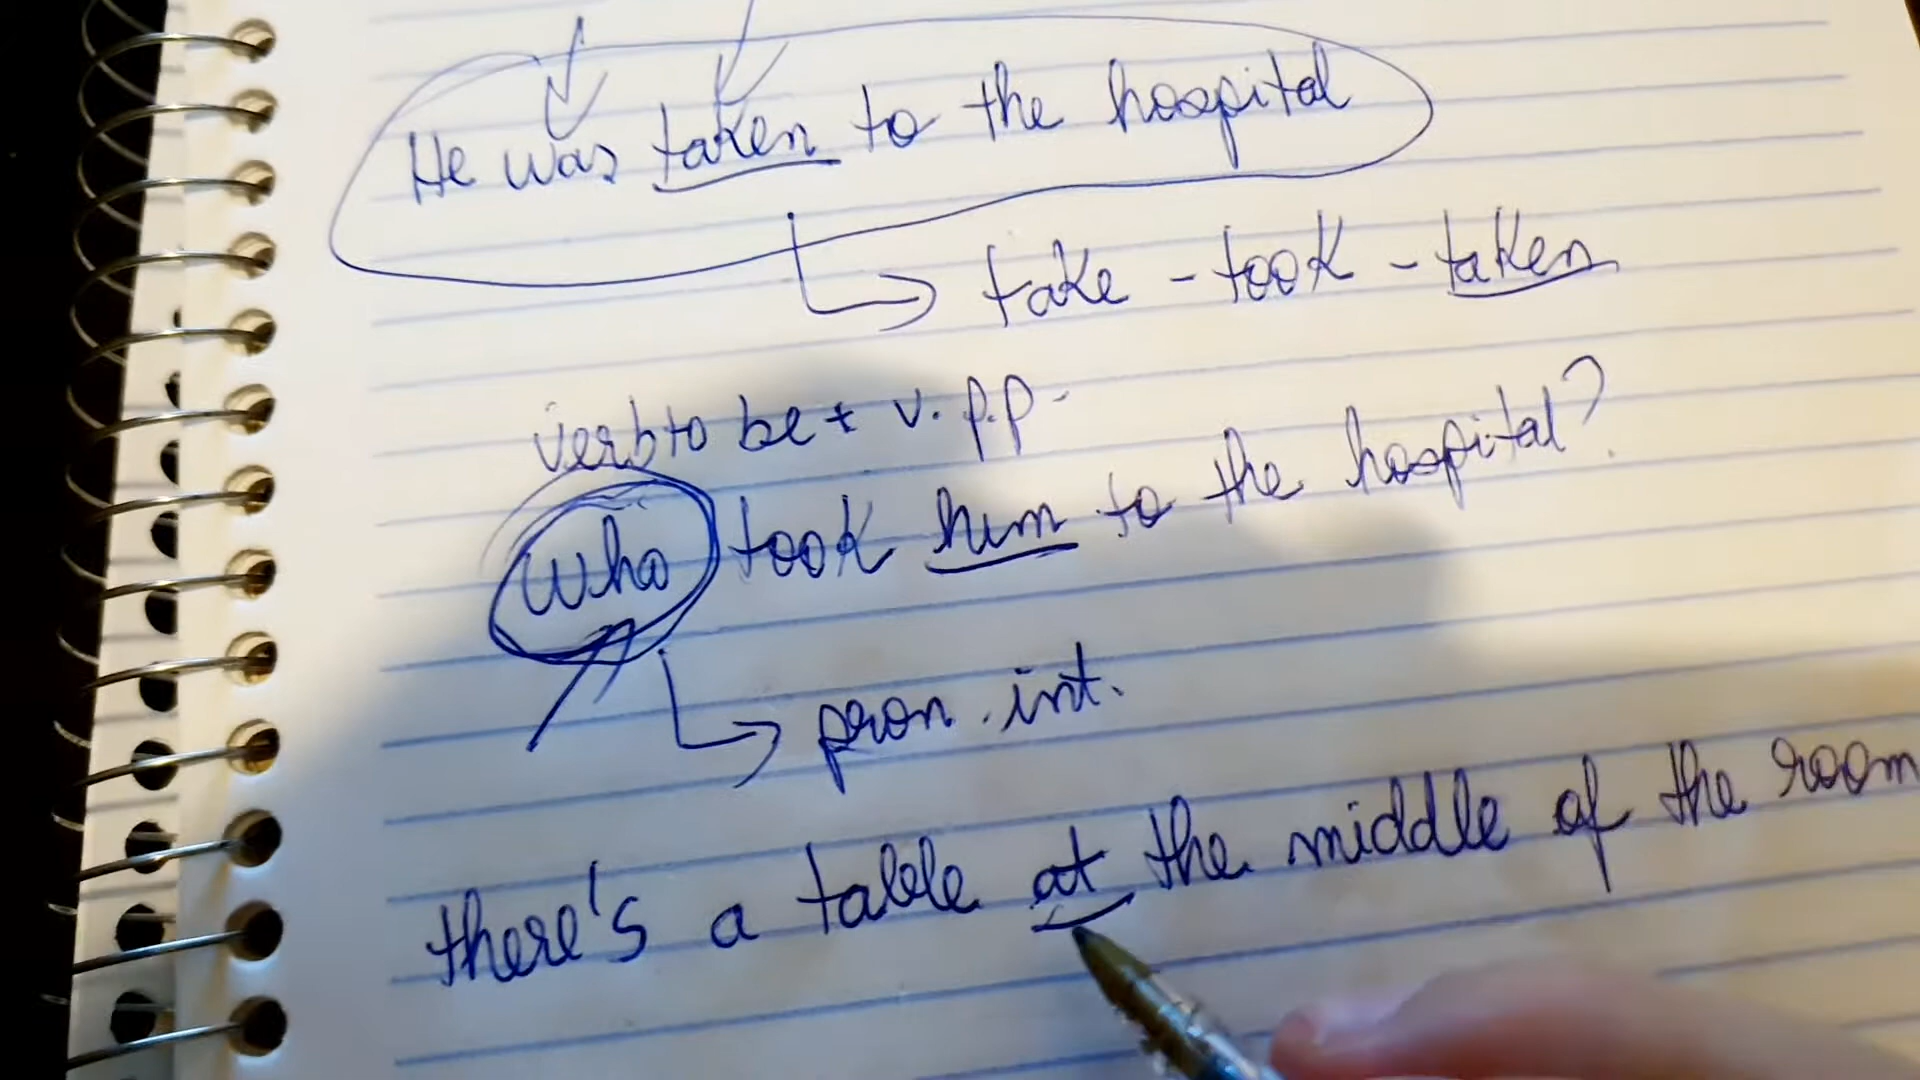 He was taken to the hospital
take - took - taken
verb to be + v. p.p.
Who took him to the hospital?
pron. int.
there's a table at the middle of the room